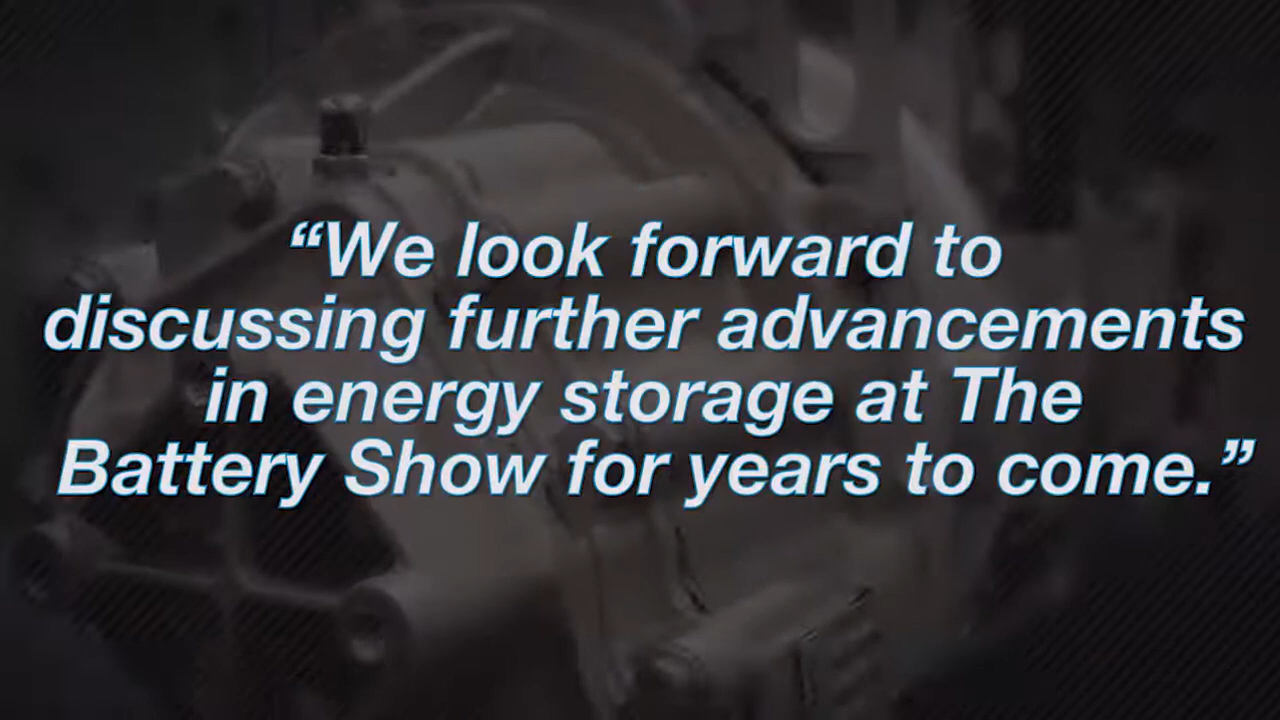 “We look forward to
discussing further advancements
in energy storage at The
Battery Show for years to come.”